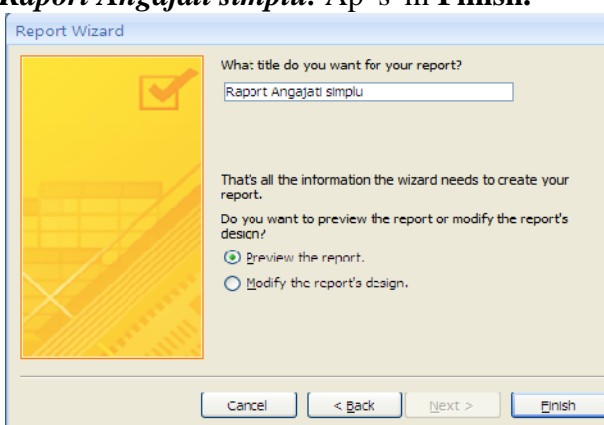 Raport Angajati simplu. Ap s m Finish.
Report Wizard
What title do you want for your report?
Raport Angajati simplu
That's all the information the wizard needs to create your
report.
Do you want to preview the report or modify the report's
design?
Preview the report.
Modify the report's design.
Cancel
< Back
Next >
Finish